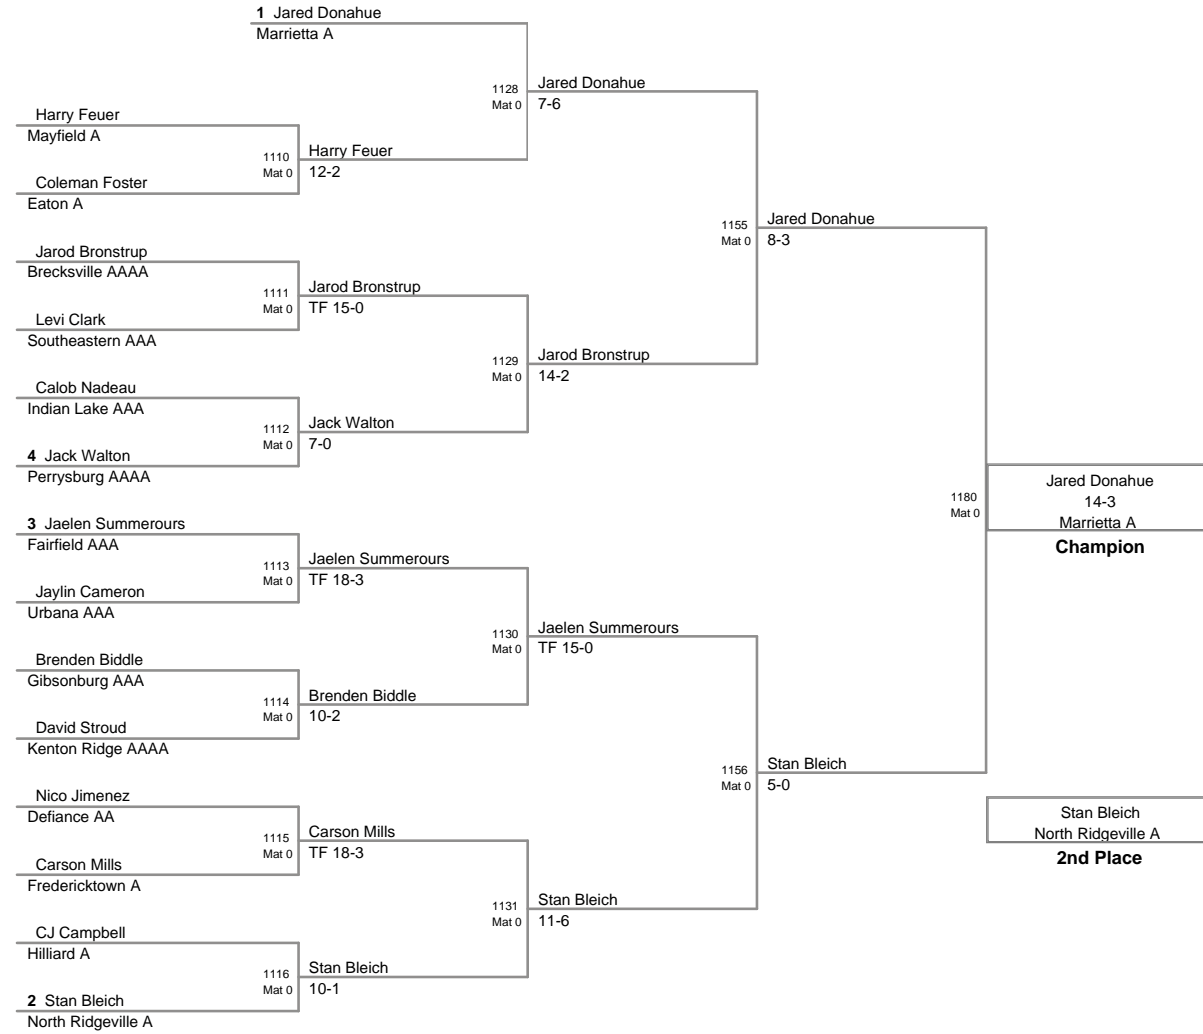 1 Jared Donahue
Marrietta A
1128
Mat 0
Jared Donahue
7-6
Harry Feuer
Mayfield A
1110
Mat 0
Harry Feuer
12-2
Coleman Foster
Eaton A
1155
Mat 0
Jared Donahue
8-3
Jarod Bronstrup
Brecksville AAAA
1111
Mat 0
Jarod Bronstrup
TF 15-0
Levi Clark
Southeastern AAA
1129
Mat 0
Jarod Bronstrup
14-2
Calob Nadeau
Indian Lake AAA
1112
Mat 0
Jack Walton
7-0
4 Jack Walton
Perrysburg AAAA
1180
Mat 0
Jared Donahue
14-3
Marrietta A
Champion
3 Jaelen Summerours
Fairfield AAA
1113
Mat 0
Jaelen Summerours
TF 18-3
Jaylin Cameron
Urbana AAA
1130
Mat 0
Jaelen Summerours
TF 15-0
Brenden Biddle
Gibsonburg AAA
1114
Mat 0
Brenden Biddle
10-2
David Stroud
Kenton Ridge AAAA
1156
Mat 0
Stan Bleich
5-0
Nico Jimenez
Defiance AA
1115
Mat 0
Carson Mills
TF 18-3
Carson Mills
Fredericktown A
Stan Bleich
North Ridgeville A
2nd Place
1131
Mat 0
Stan Bleich
11-6
CJ Campbell
Hilliard A
1116
Mat 0
Stan Bleich
10-1
2 Stan Bleich
North Ridgeville A